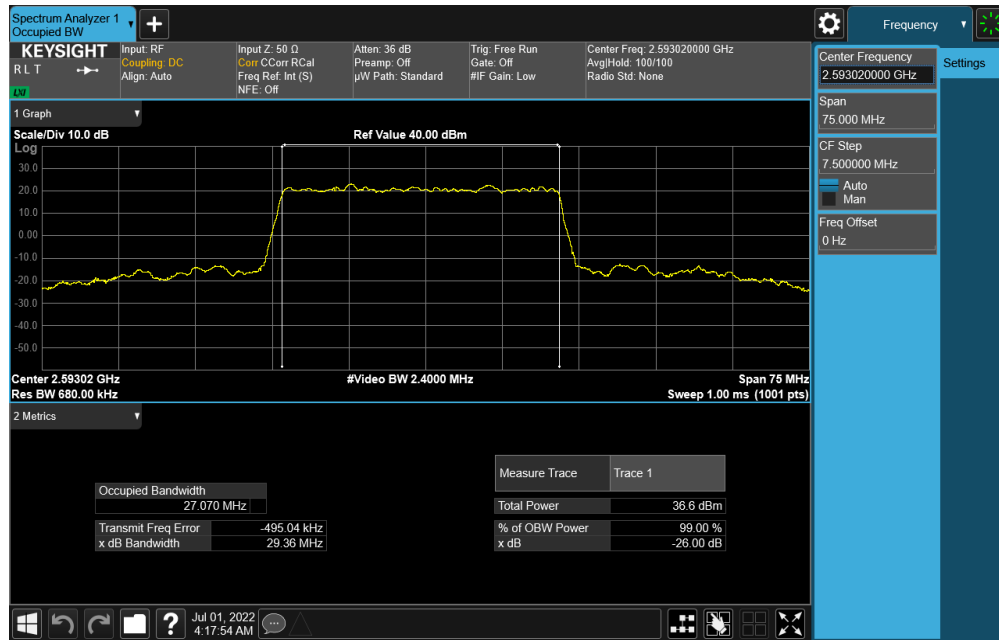 Spectrum Analyzer 1
Occupied BW
+
Frequency
KEYSIGHT
R L T
LXI
Input: RF
Coupling: DC
Align: Auto
Input Z: 50 Ω
Corr CCorr RCal
Freq Ref: Int (S)
NFE: Off
Atten: 36 dB
Preamp: Off
µW Path: Standard
Trig: Free Run
Gate: Off
#IF Gain: Low
Center Freq: 2.593020000 GHz
Avg|Hold: 100/100
Radio Std: None
Center Frequency
2.593020000 GHz
Settings
Span
75.000 MHz
CF Step
7.500000 MHz
Auto
Man
Freq Offset
0 Hz
1 Graph
Scale/Div 10.0 dB
Ref Value 40.00 dBm
Log
30.0
20.0
10.0
0.00
-10.0
-20.0
-30.0
-40.0
-50.0
Center 2.59302 GHz
#Video BW 2.4000 MHz
Span 75 MHz
Res BW 680.00 kHz
Sweep 1.00 ms (1001 pts)
2 Metrics
Occupied Bandwidth
27.070 MHz
Transmit Freq Error -495.04 kHz
x dB Bandwidth 29.36 MHz
Measure Trace Trace 1
Total Power 36.6 dBm
% of OBW Power 99.00 %
x dB -26.00 dB
?
Jul 01, 2022
4:17:54 AM